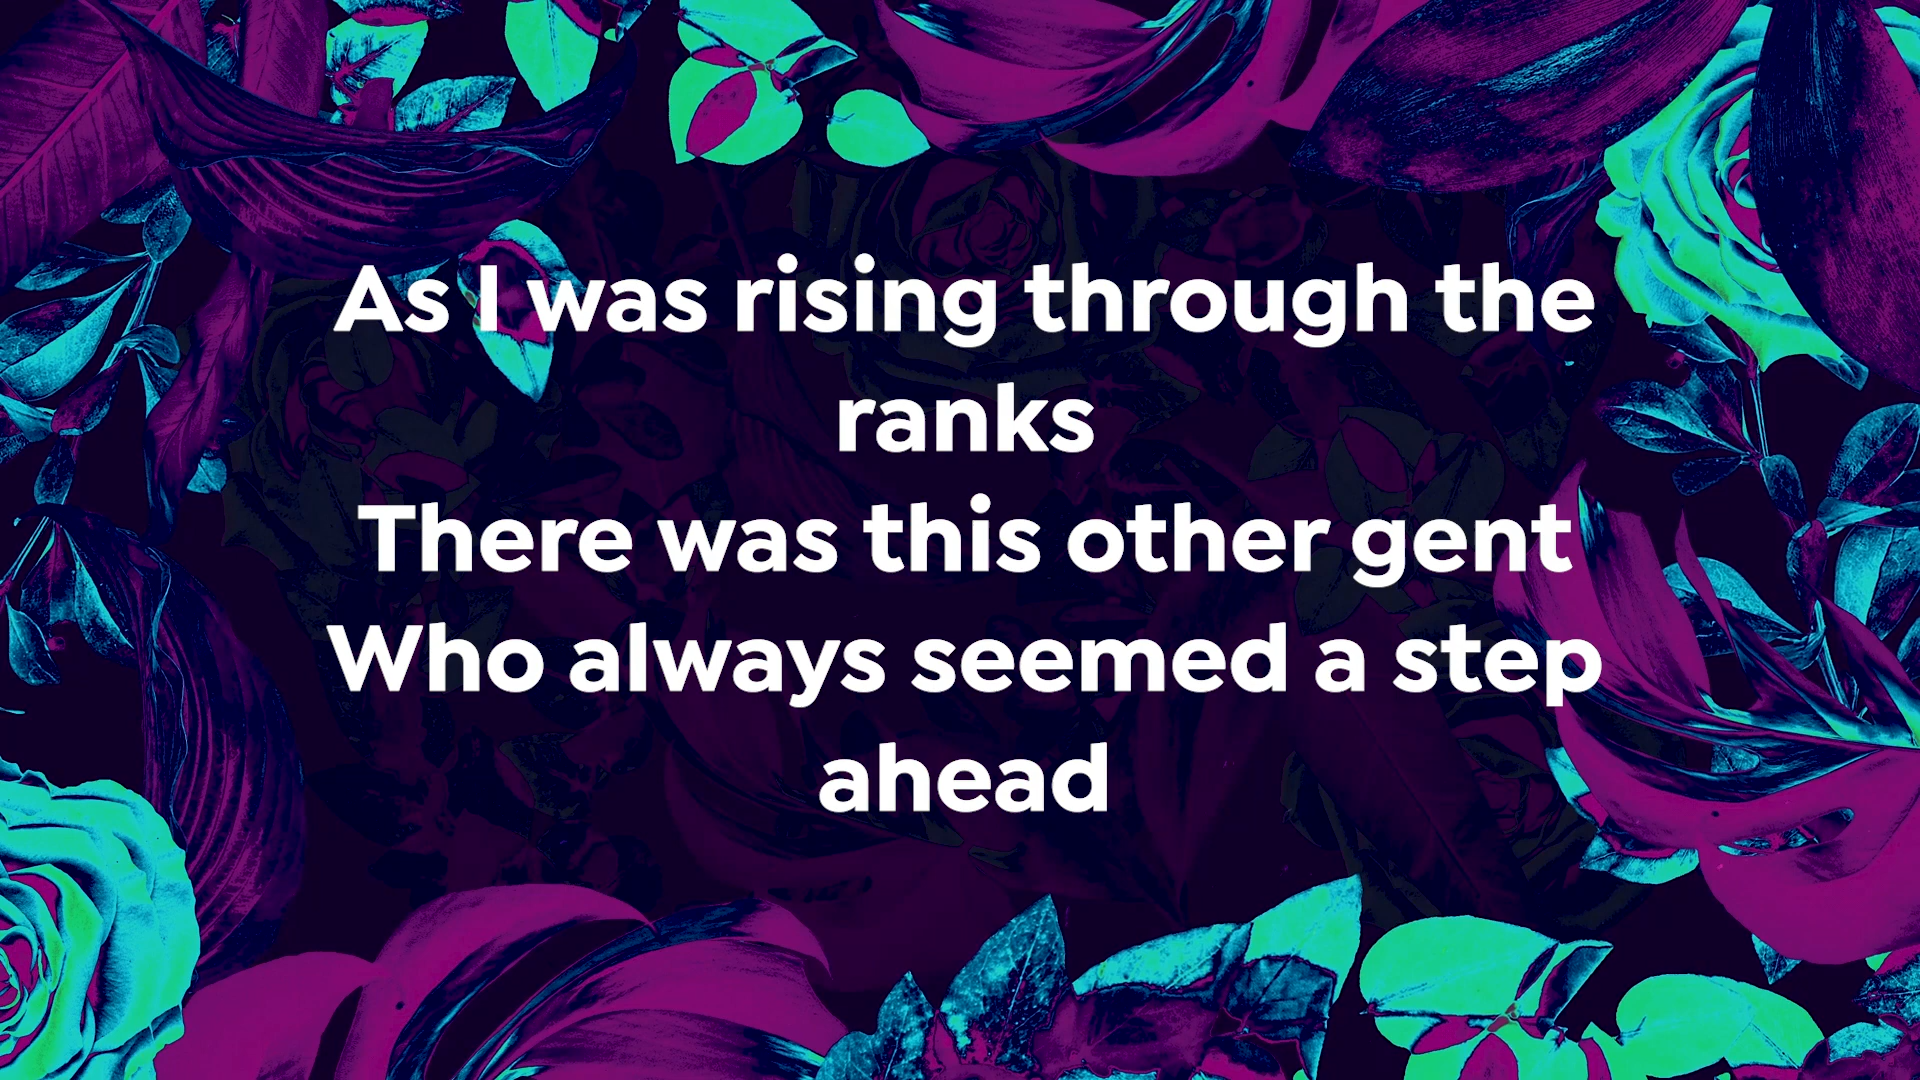 As I was rising through the
ranks
There was this other gent
Who always seemed a step
ahead